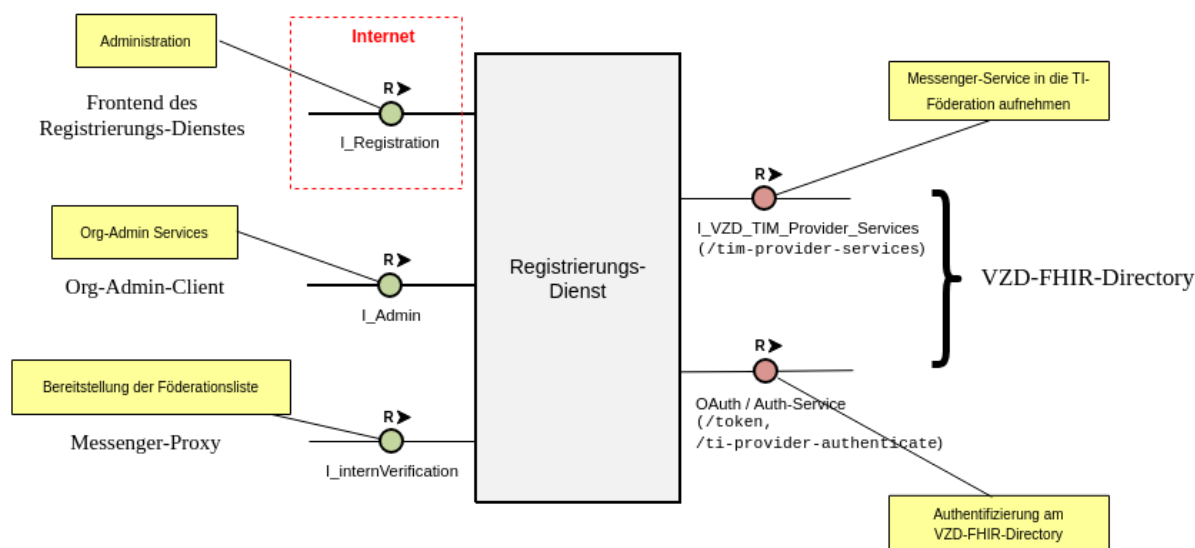 Administration
Internet
R
Frontend des
Registrierungs-Dienstes
I_Registration
Org-Admin Services
R
Org-Admin-Client
I_Admin
Bereitstellung der Föderationsliste
R
Messenger-Proxy
I_internVerification
Registrierungs-
Dienst
Messenger-Service in die TI-
Föderation aufnehmen
R
I_VZD_TIM_Provider_Services
(/tim-provider-services)
VZD-FHIR-Directory
R
OAuth / Auth-Service
(/token,
/ti-provider-authenticate)
Authentifizierung am
VZD-FHIR-Directory